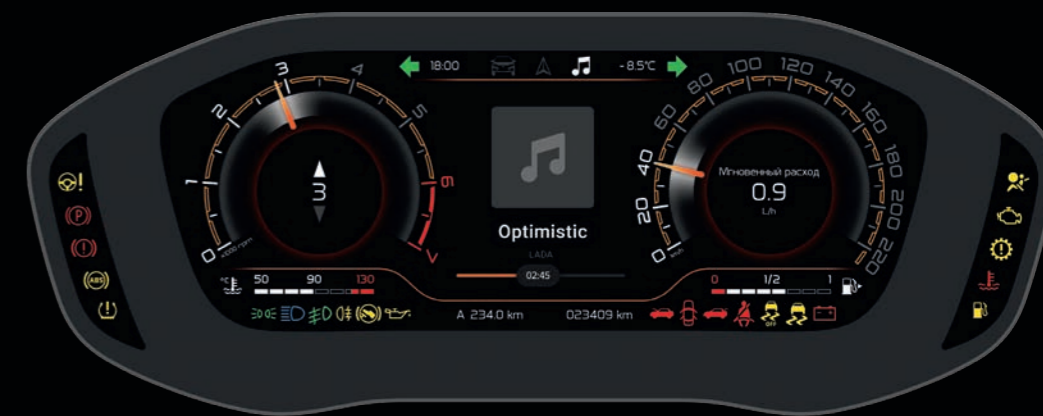 18:00
- 8.5°C
0 1 2 3 4 5 6 7
x1000 rpm
3
Optimistic
LADA
02:45
0 20 40 60 80 100 120 140 160 180 200 220
km/h
Мгновенный расход
0.9
L/h
°C 50 90 130
0 1/2 1
(P)
(ABS)
A 234.0 km
023409 km
OFF